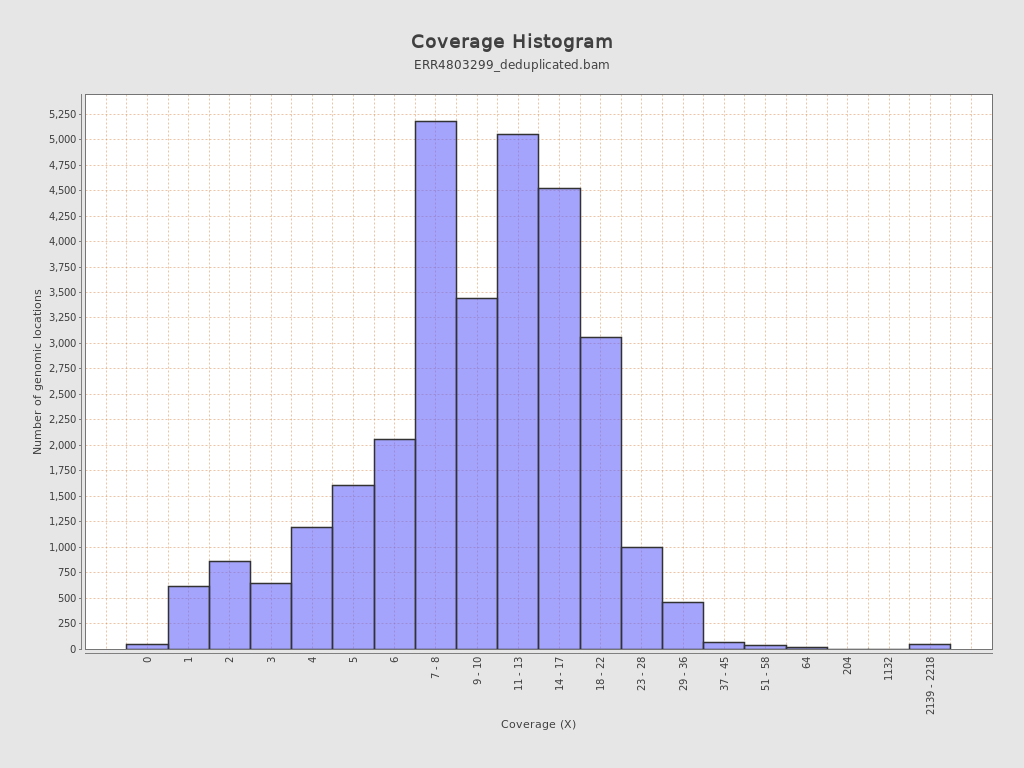 Coverage Histogram
ERR4803299_deduplicated.bam
Number of genomic locations
5,250
5,000
4,750
4,500
4,250
4,000
3,750
3,500
3,250
3,000
2,750
2,500
2,250
2,000
1,750
1,500
1,250
1,000
750
500
250
0
0
1
2
3
4
5
6
7 - 8
9 - 10
11 - 13
14 - 17
18 - 22
23 - 28
29 - 36
37 - 45
51 - 58
64
204
1132
2139 - 2218
Coverage (X)